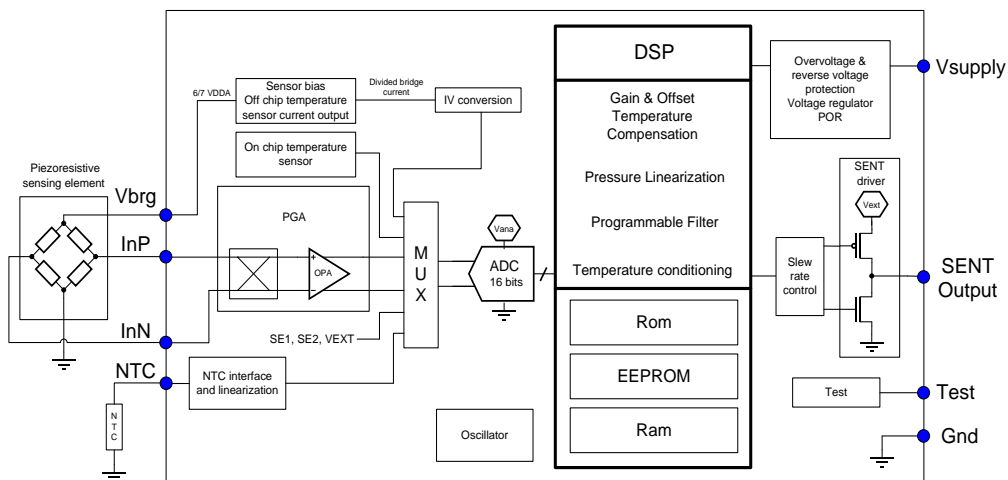 DSP
Gain & Offset
Temperature
Compensation
Pressure Linearization
Programmable Filter
Temperature conditioning
Rom
EEPROM
Ram
Overvoltage &
reverse voltage
protection
Voltage regulator
POR
Vsupply
6/7 VDDA
Sensor bias
Off chip temperature
sensor current output
Divided bridge
current
IV conversion
On chip temperature
sensor
Piezoresistive
sensing element
Vbrg
InP
InN
NTC
PGA
OPA
+
−
M
U
X
Vana
ADC
16 bits
SE1, SE2, VEXT
NTC interface
and linearization
N
T
C
Oscillator
Slew
rate
control
SENT
driver
Vext
SENT
Output
Test
Test
Gnd